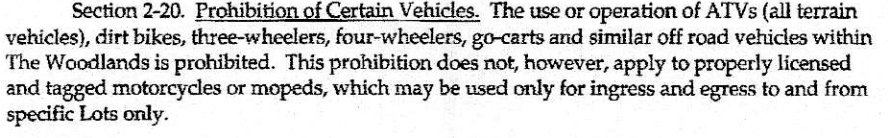 Section 2-20. Prohibition of Certain Vehicles. The use or operation of ATVs (all terrain
vehicles), dirt bikes, three-wheelers, four-wheelers, go-carts and similar off road vehicles within
The Woodlands is prohibited. This prohibition does not, however, apply to properly licensed
and tagged motorcycles or mopeds, which may be used only for ingress and egress to and from
specific Lots only.